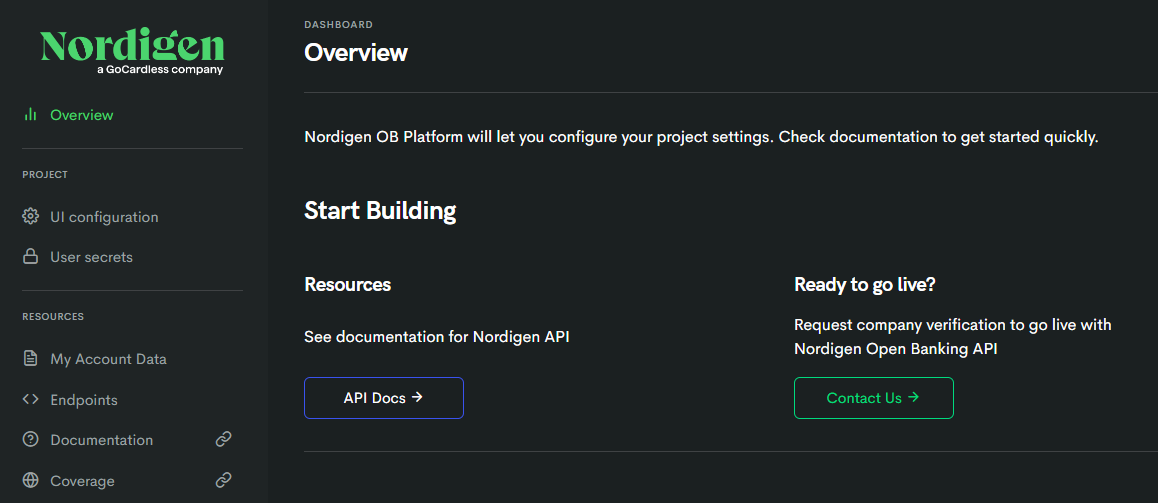 Nordigen
a GoCardless company
Overview
PROJECT
UI configuration
User secrets
RESOURCES
My Account Data
Endpoints
Documentation
Coverage
DASHBOARD
Overview
Nordigen OB Platform will let you configure your project settings. Check documentation to get started quickly.
Start Building
Resources
See documentation for Nordigen API
API Docs →
Ready to go live?
Request company verification to go live with
Nordigen Open Banking API
Contact Us →